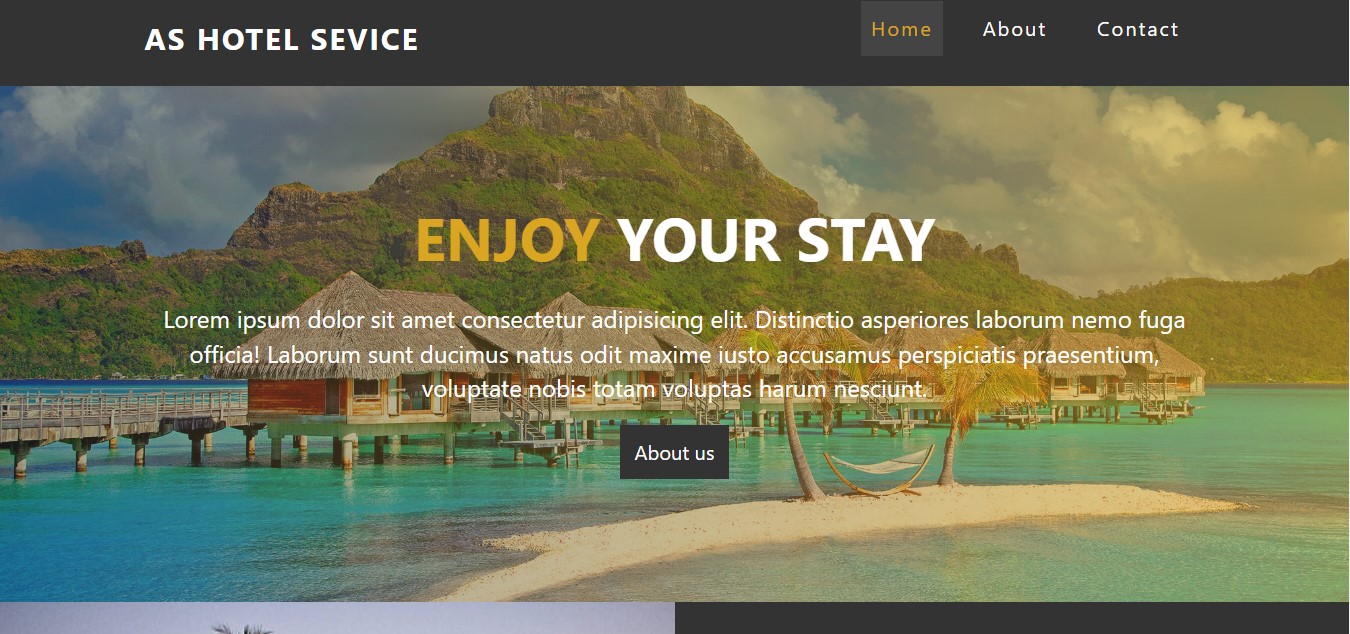 AS HOTEL SEVICE
Home About Contact
ENJOY YOUR STAY
Lorem ipsum dolor sit amet consectetur adipisicing elit. Distinctio asperiores laborum nemo fuga
officia! Laborum sunt ducimus natus odit maxime iusto accusamus perspiciatis praesentium,
voluptate nobis totam voluptas harum nesciunt.
About us